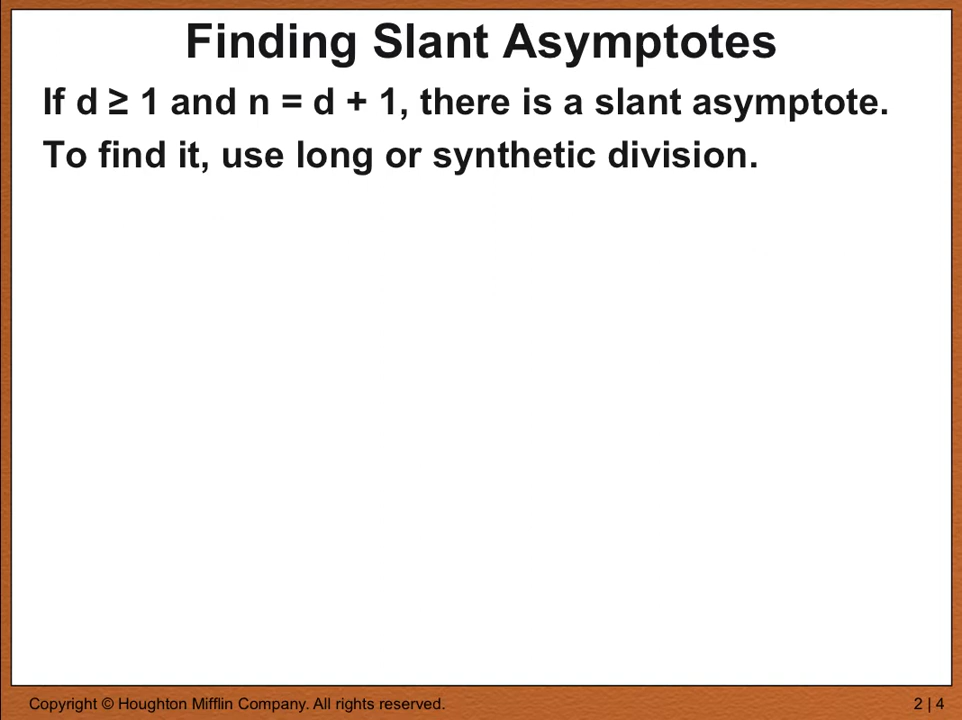 Finding Slant Asymptotes
If d ≥ 1 and n = d + 1, there is a slant asymptote.
To find it, use long or synthetic division.
Copyright © Houghton Mifflin Company. All rights reserved.
2 | 4